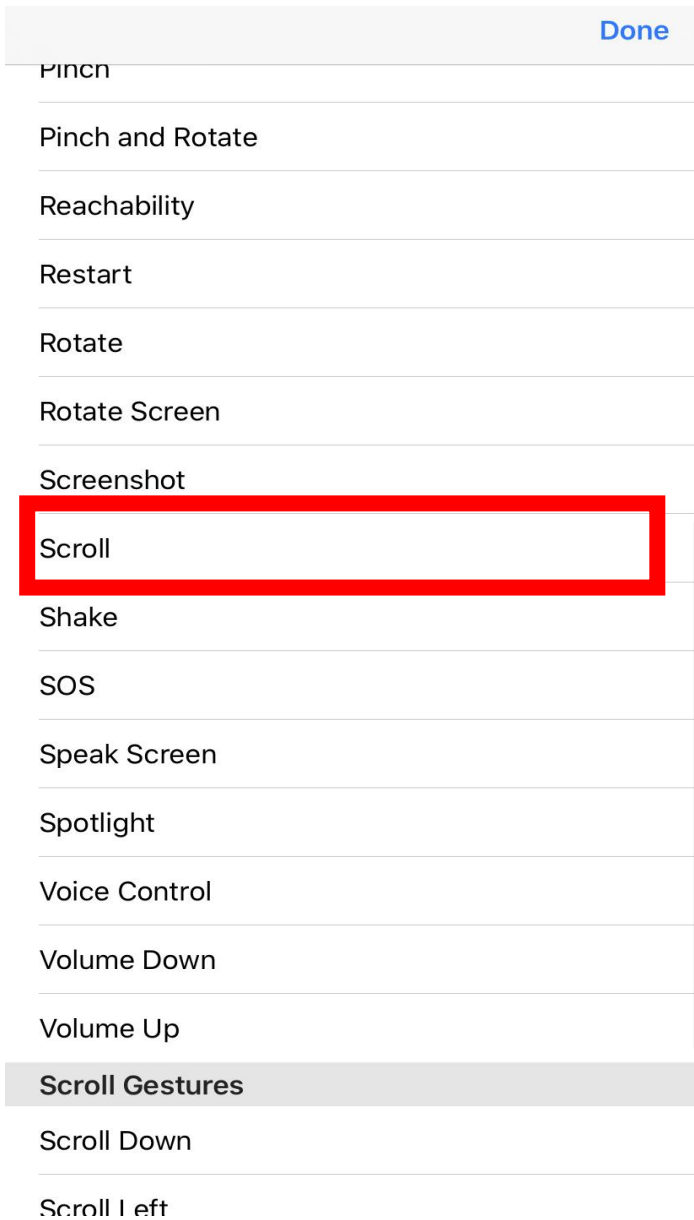 Done
Pinch
Pinch and Rotate
Reachability
Restart
Rotate
Rotate Screen
Screenshot
Scroll
Shake
SOS
Speak Screen
Spotlight
Voice Control
Volume Down
Volume Up
Scroll Gestures
Scroll Down
Scroll Left